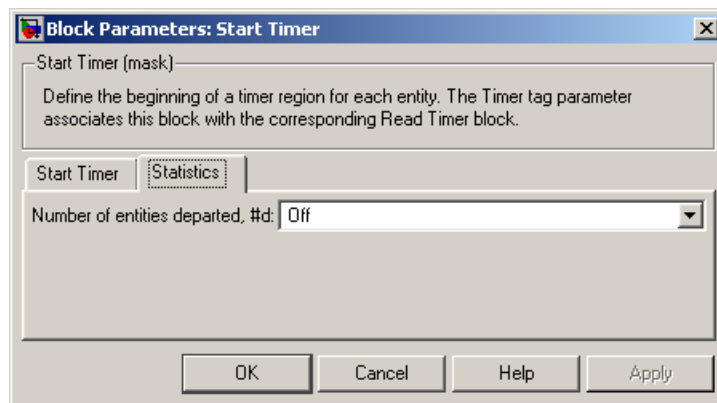 Block Parameters: Start Timer
Start Timer (mask)
Define the beginning of a timer region for each entity. The Timer tag parameter
associates this block with the corresponding Read Timer block.
Start Timer Statistics
Number of entities departed, #d: Off
OK Cancel Help Apply